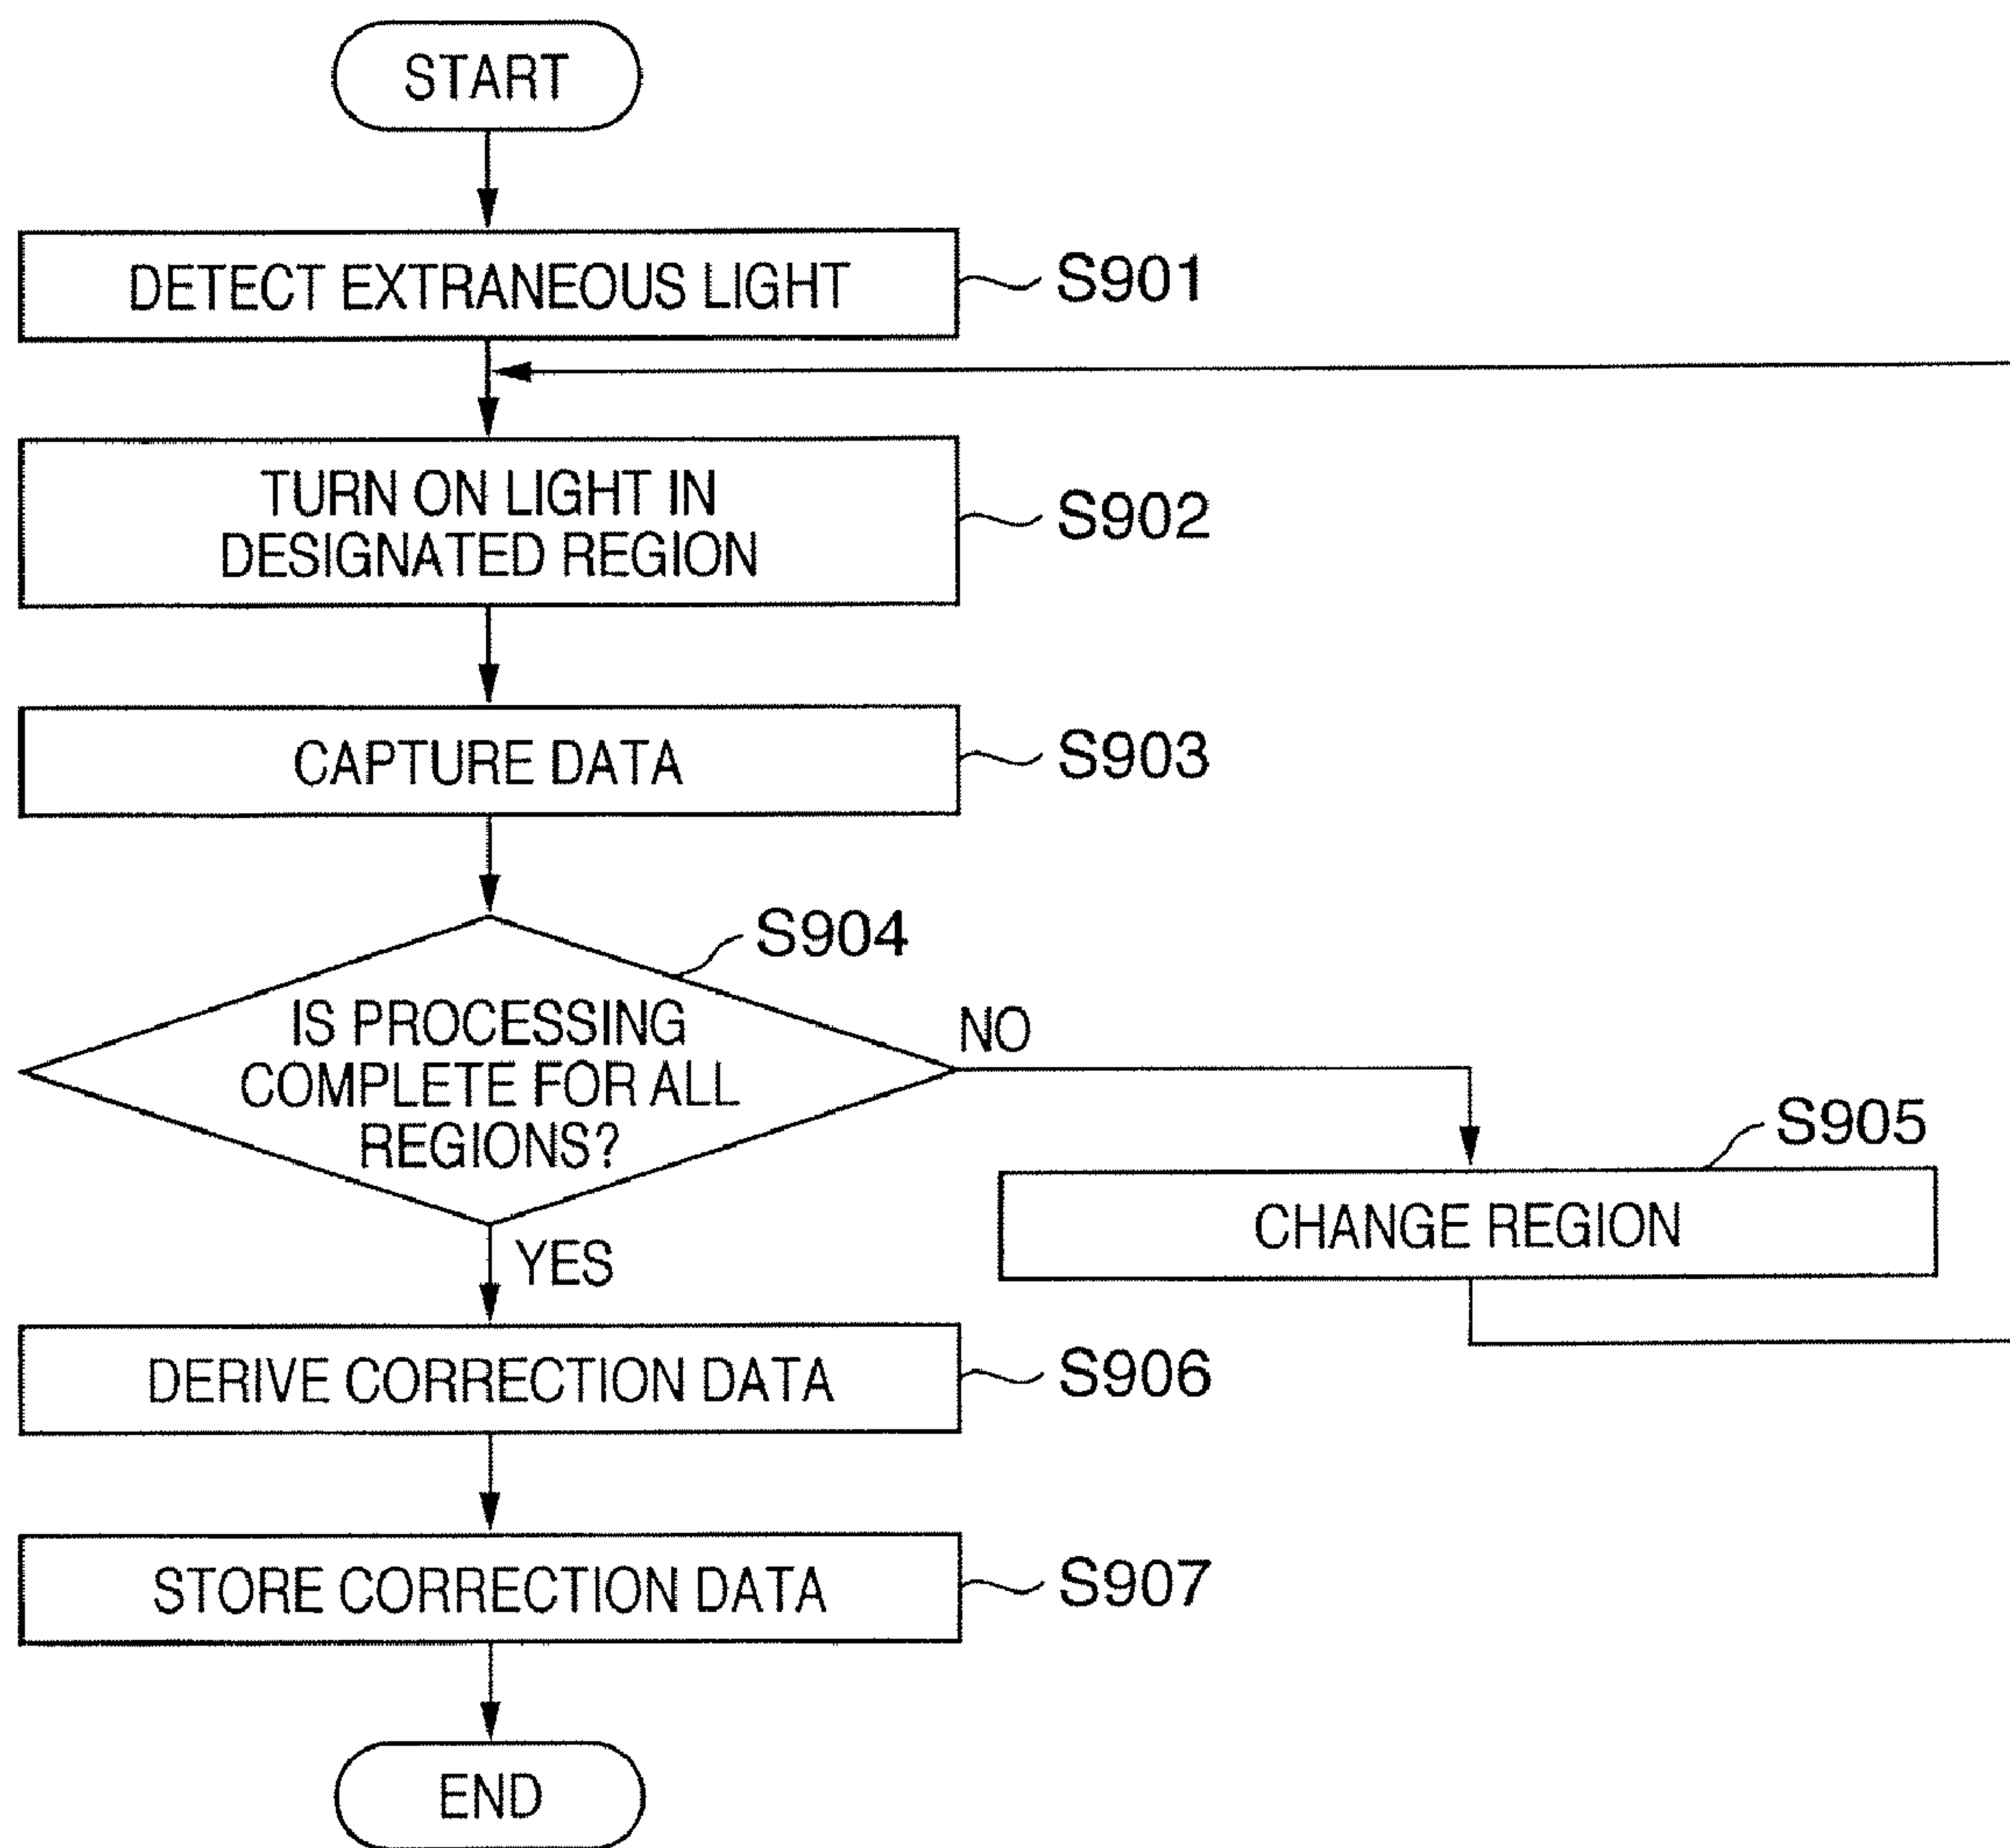 START
DETECT EXTRANEOUS LIGHT
S901
TURN ON LIGHT IN
DESIGNATED REGION
S902
CAPTURE DATA
S903
S904
IS PROCESSING
COMPLETE FOR ALL
REGIONS?
NO
S905
CHANGE REGION
YES
DERIVE CORRECTION DATA
S906
STORE CORRECTION DATA
S907
END